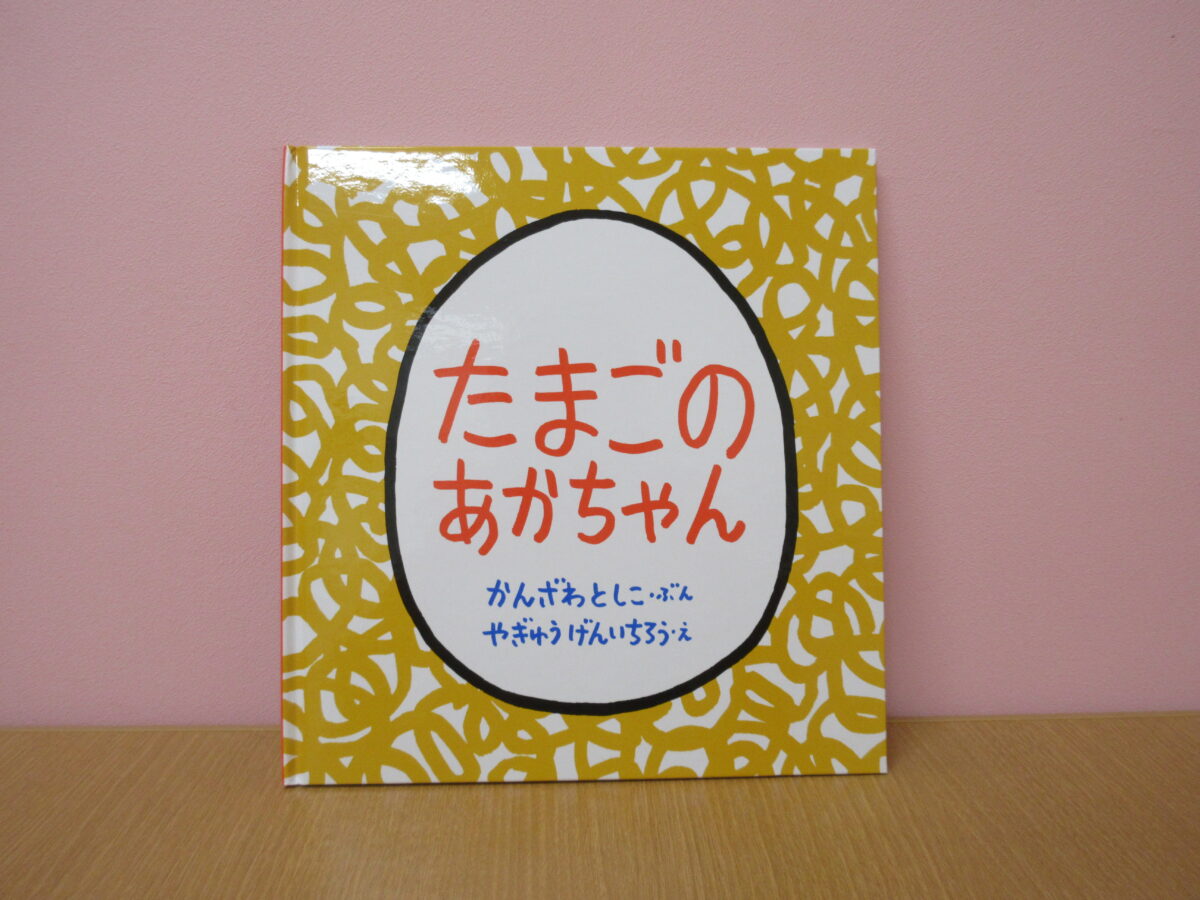 たまごの
あかちゃん
かんざわとしこ・ぶん
やぎゅうげんいちろう・え